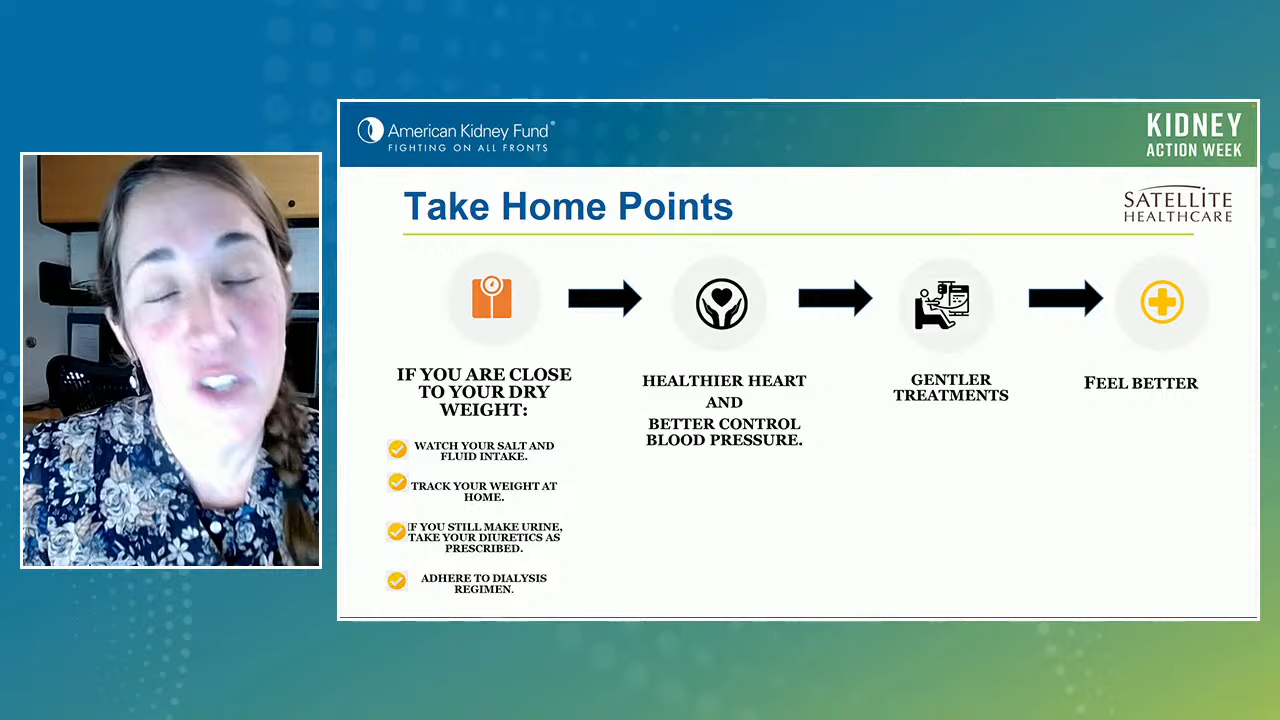 American Kidney Fund
FIGHTING ON ALL FRONTS
KIDNEY
ACTION WEEK
Take Home Points
SATELLITE
HEALTHCARE
IF YOU ARE CLOSE
TO YOUR DRY
WEIGHT:
WATCH YOUR SALT AND
FLUID INTAKE.
TRACK YOUR WEIGHT AT
HOME.
IF YOU STILL MAKE URINE,
TAKE YOUR DIURETICS AS
PRESCRIBED.
ADHERE TO DIALYSIS
REGIMEN.
HEALTHIER HEART
AND
BETTER CONTROL
BLOOD PRESSURE.
GENTLER
TREATMENTS
FEEL BETTER